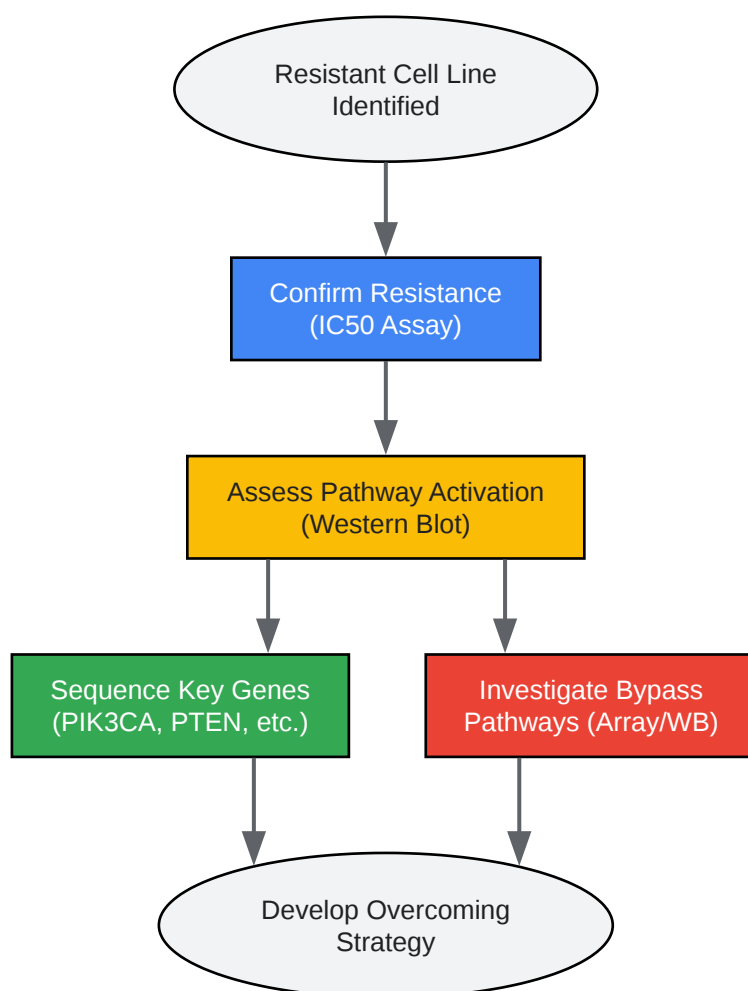 Resistant Cell Line
Identified
Confirm Resistance
(IC50 Assay)
Assess Pathway Activation
(Western Blot)
Sequence Key Genes
(PIK3CA, PTEN, etc.)
Investigate Bypass
Pathways (Array/WB)
Develop Overcoming
Strategy